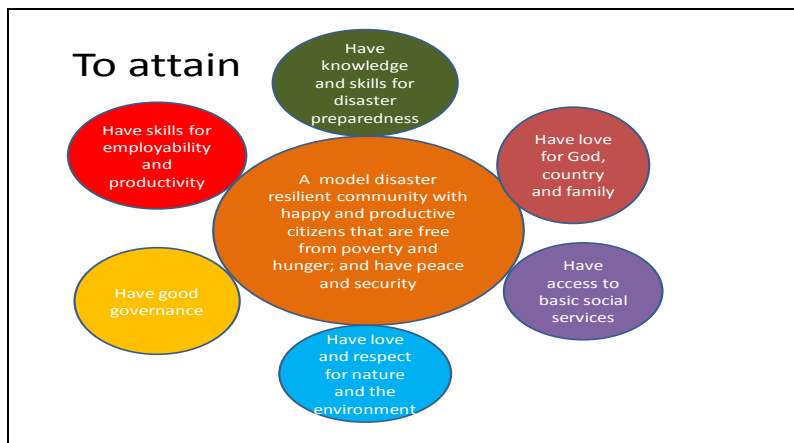 To attain
Have
knowledge
and skills for
disaster
preparedness
Have skills for
employability
and
productivity
Have love
for God,
country
and family
A model disaster
resilient community with
happy and productive
citizens that are free
from poverty and
hunger; and have peace
and security
Have good
governance
Have
access to
basic social
services
Have love
and respect
for nature
and the
environment